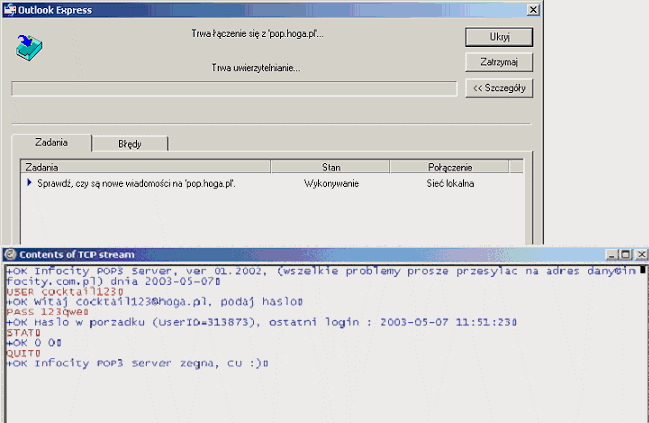 Outlook Express
Trwa łączenie się z 'pop.hoga.pl'...
Ukryj
Trwa uwierzytelnianie...
Zatrzymaj
<< Szczegóły
Zadania
Błędy
Zadania Stan Połączenie
Sprawdź, czy są nowe wiadomości na 'pop.hoga.pl'. Wykonywanie Sieć lokalna
Contents of TCP stream
+OK Infocity POP3 Server, ver 01.2002, (wszelkie problemy prosze przesylac na adres dany@in
focity.com.pl) dnia 2003-05-07
USER cocktail123
+OK Witaj cocktail123@hoga.pl, podaj haslo
PASS 123qwe
+OK Haslo w porzadku (UserID=313873), ostatni login : 2003-05-07 11:51:23
STAT
+OK 0 0
QUIT
+OK Infocity POP3 Server zegna, CU :)